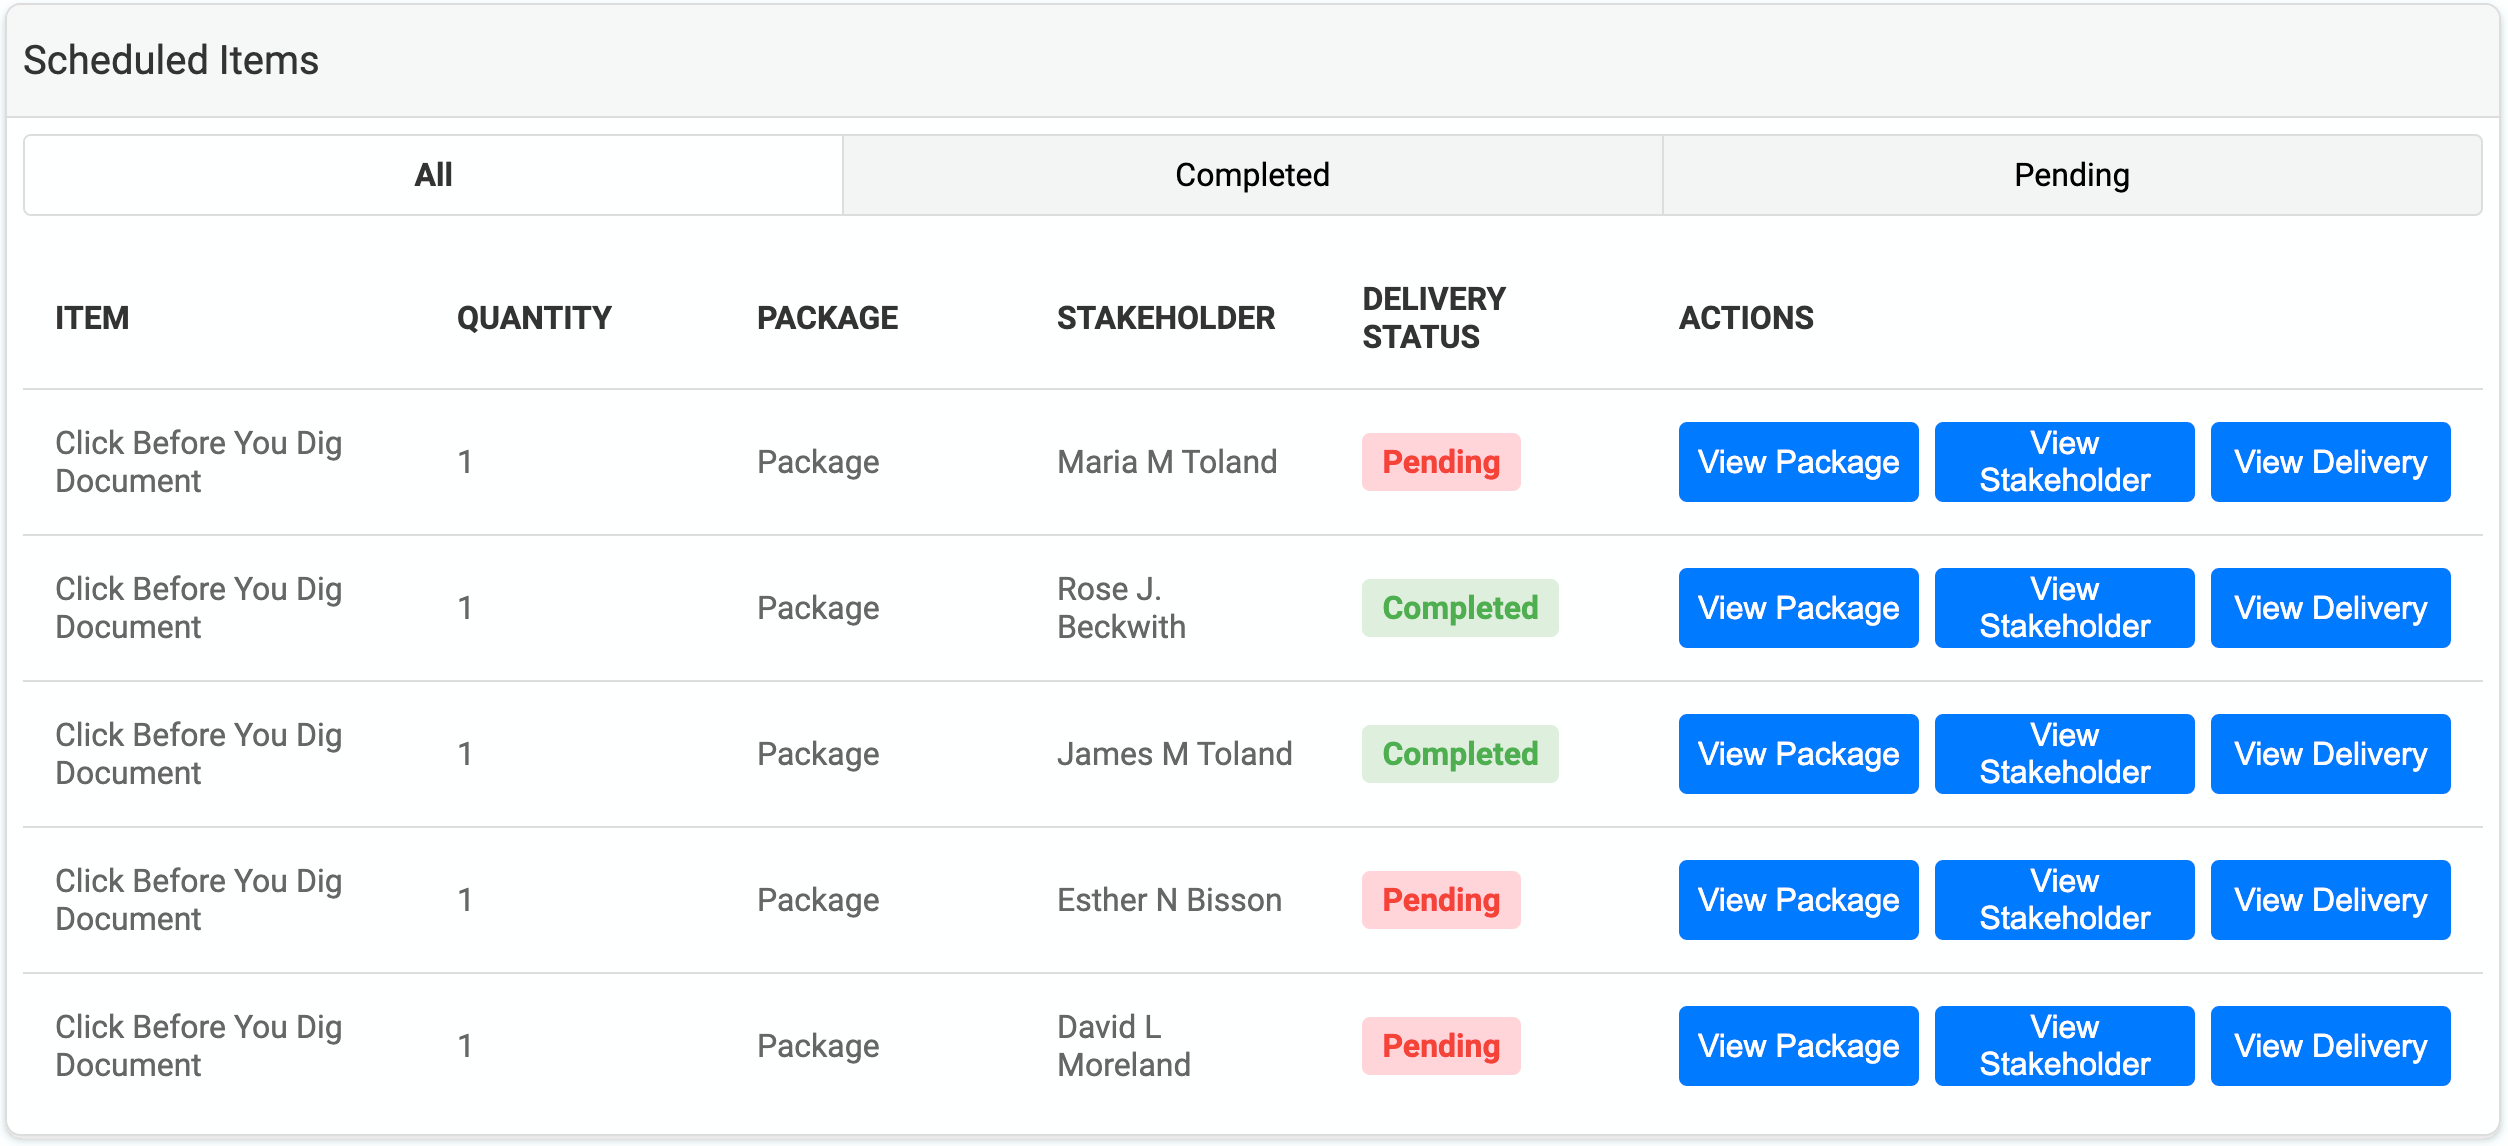 Scheduled Items
All Completed Pending
ITEM QUANTITY PACKAGE STAKEHOLDER DELIVERY STATUS ACTIONS
Click Before You Dig
Document
1
Package
Maria M Toland
Pending
View Package
View
Stakeholder
View Delivery
Click Before You Dig
Document
1
Package
Rose J.
Beckwith
Completed
View Package
View
Stakeholder
View Delivery
Click Before You Dig
Document
1
Package
James M Toland
Completed
View Package
View
Stakeholder
View Delivery
Click Before You Dig
Document
1
Package
Esther N Bisson
Pending
View Package
View
Stakeholder
View Delivery
Click Before You Dig
Document
1
Package
David L
Moreland
Pending
View Package
View
Stakeholder
View Delivery